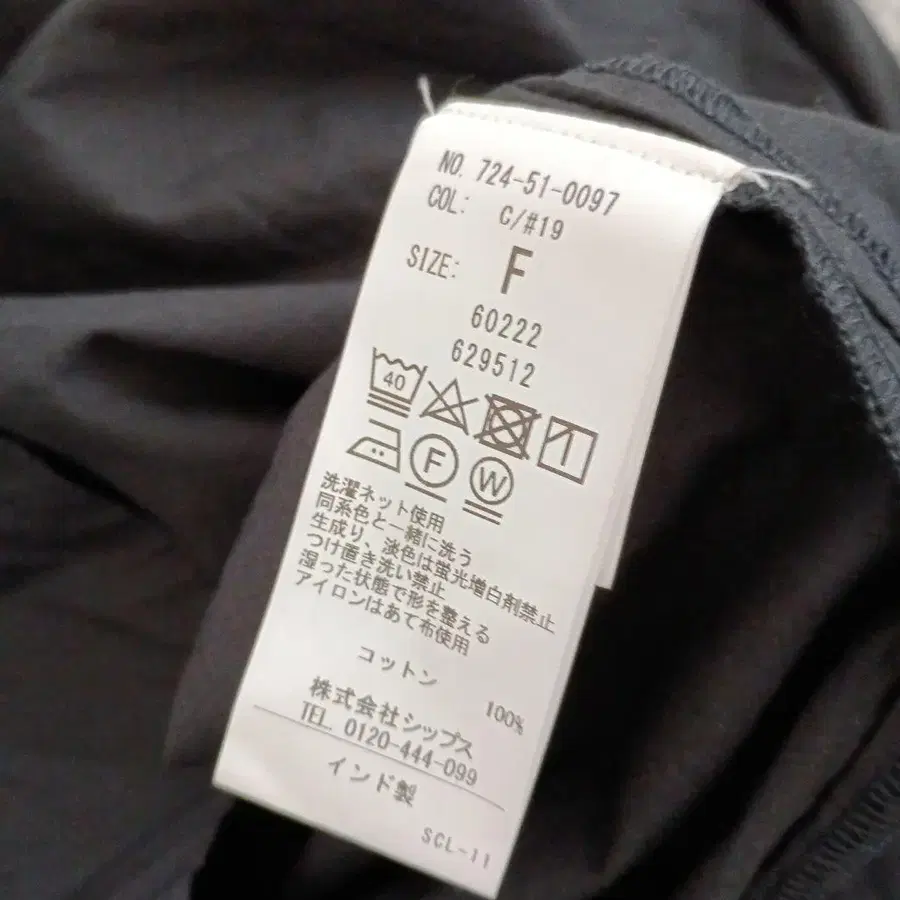 NO. 724-51-0097
COL: C/#19
SIZE: F
60222
629512
40
F W
洗濯ネット使用
同系色と一緒に洗う
生成り、淡色は蛍光増白剤禁止
つけ置き洗い禁止
湿った状態で形を整える
アイロンはあて布使用
コットン 100%
株式会社シップス
TEL. 0120-444-099
インド製
SCL-11